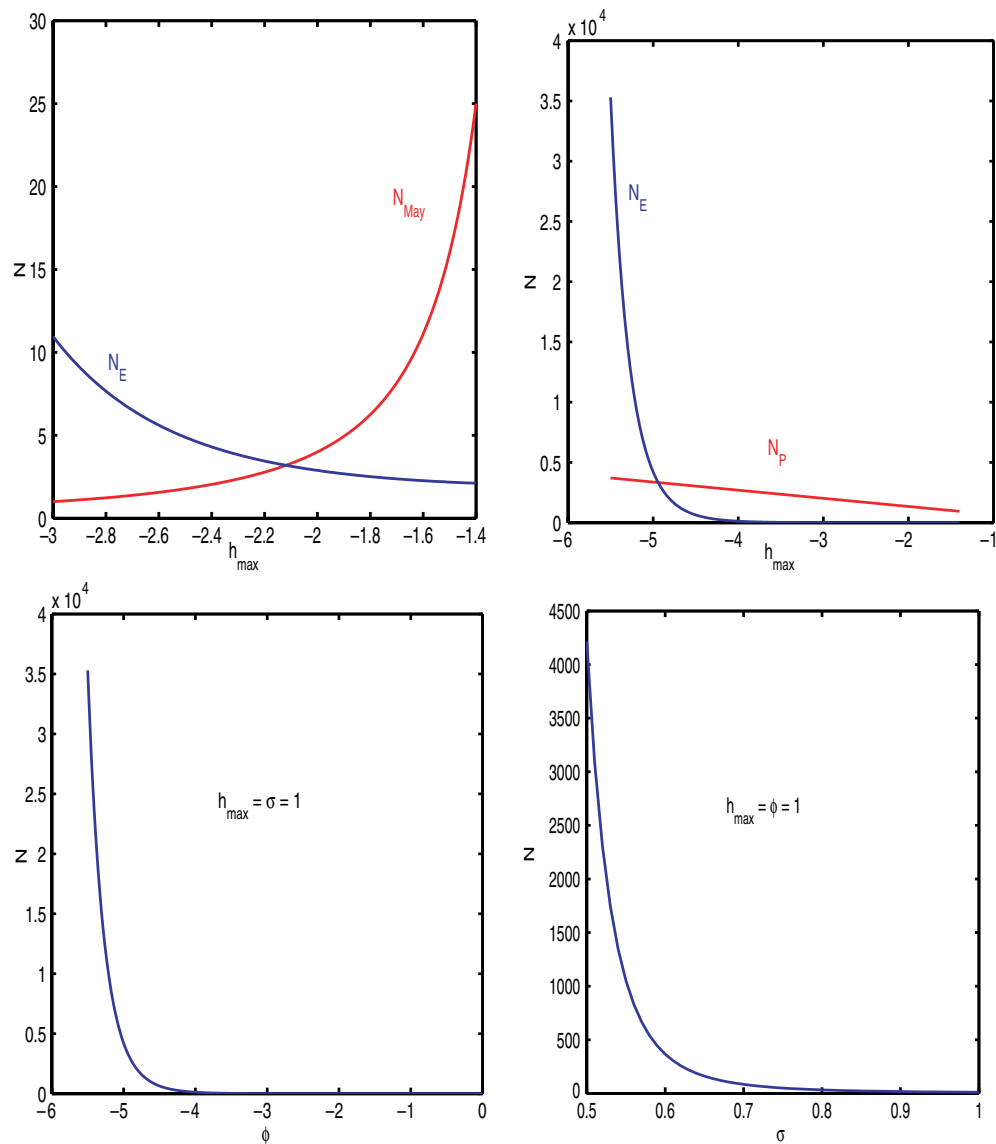 30
25
20
15
10
5
0
N
N_May
N_E
−3 −2.8 −2.6 −2.4 −2.2 −2 −1.8 −1.6 −1.4
h_max
x 10^4
4
3.5
3
2.5
2
1.5
1
0.5
0
N
N_E
N_P
−6 −5 −4 −3 −2 −1
h_max
x 10^4
4
3.5
3
2.5
2
1.5
1
0.5
0
N
h_max = σ = 1
−6 −5 −4 −3 −2 −1 0
ϕ
4500
4000
3500
3000
2500
2000
1500
1000
500
0
N
h_max = ϕ = 1
0.5 0.6 0.7 0.8 0.9 1
σ